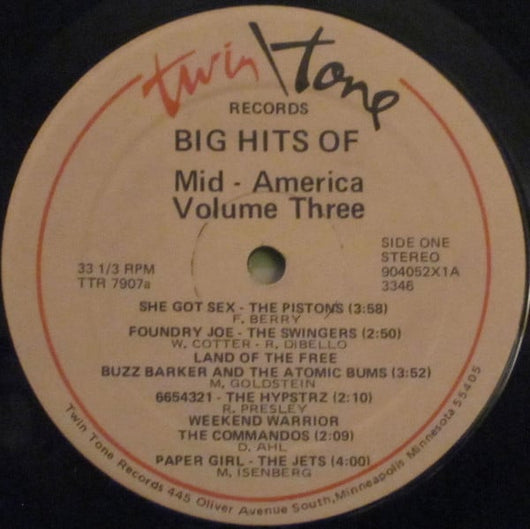 twin\tone
RECORDS
BIG HITS OF
Mid - America
Volume Three
33 1/3 RPM
TTR 7907a
SIDE ONE
STEREO
904052X1A
3346
SHE GOT SEX - THE PISTONS (3:58)
F. BERRY
FOUNDRY JOE - THE SWINGERS (2:50)
W. COTTER - R. DIBELLO
LAND OF THE FREE
BUZZ BARKER AND THE ATOMIC BUMS (3:52)
M. GOLDSTEIN
6654321 - THE HYPSTRZ (2:10)
R. PRESLEY
WEEKEND WARRIOR
THE COMMANDOS (2:09)
D. AHL
PAPER GIRL - THE JETS (4:00)
M. ISENBERG
Twin Tone Records 445 Oliver Avenue South, Minneapolis Minnesota 55405